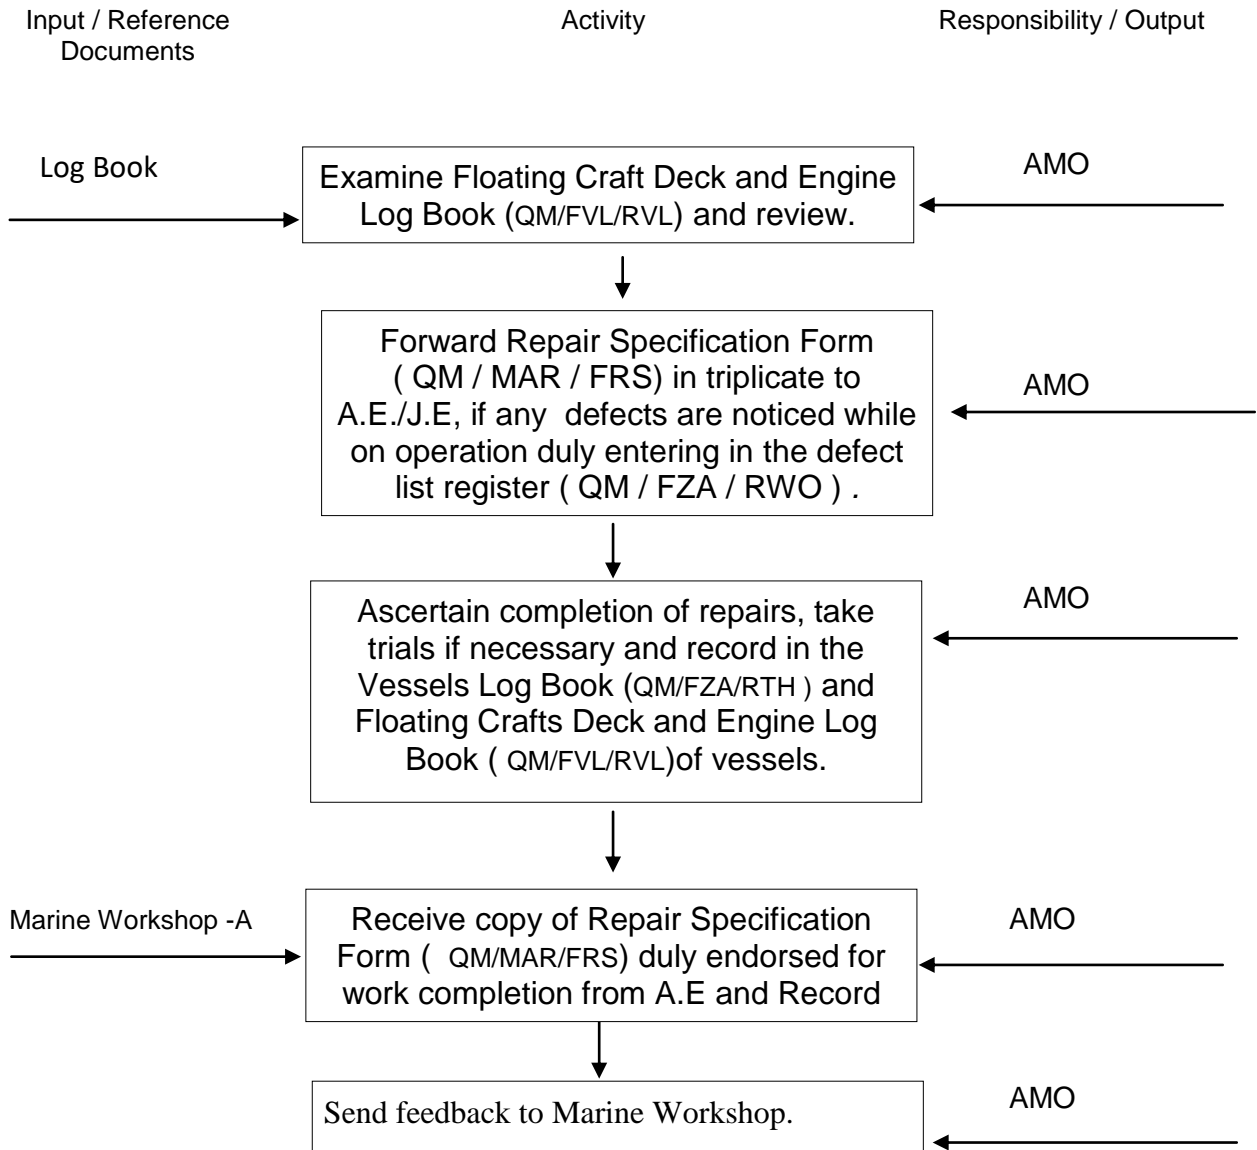 Input / Reference
Documents
Activity
Responsibility / Output
Log Book
Examine Floating Craft Deck and Engine
Log Book (QM/FVL/RVL) and review.
AMO
Forward Repair Specification Form
( QM / MAR / FRS) in triplicate to
A.E./J.E, if any defects are noticed while
on operation duly entering in the defect
list register ( QM / FZA / RWO ) .
AMO
Ascertain completion of repairs, take
trials if necessary and record in the
Vessels Log Book (QM/FZA/RTH ) and
Floating Crafts Deck and Engine Log
Book ( QM/FVL/RVL)of vessels.
AMO
Marine Workshop -A
Receive copy of Repair Specification
Form ( QM/MAR/FRS) duly endorsed for
work completion from A.E and Record
AMO
Send feedback to Marine Workshop.
AMO